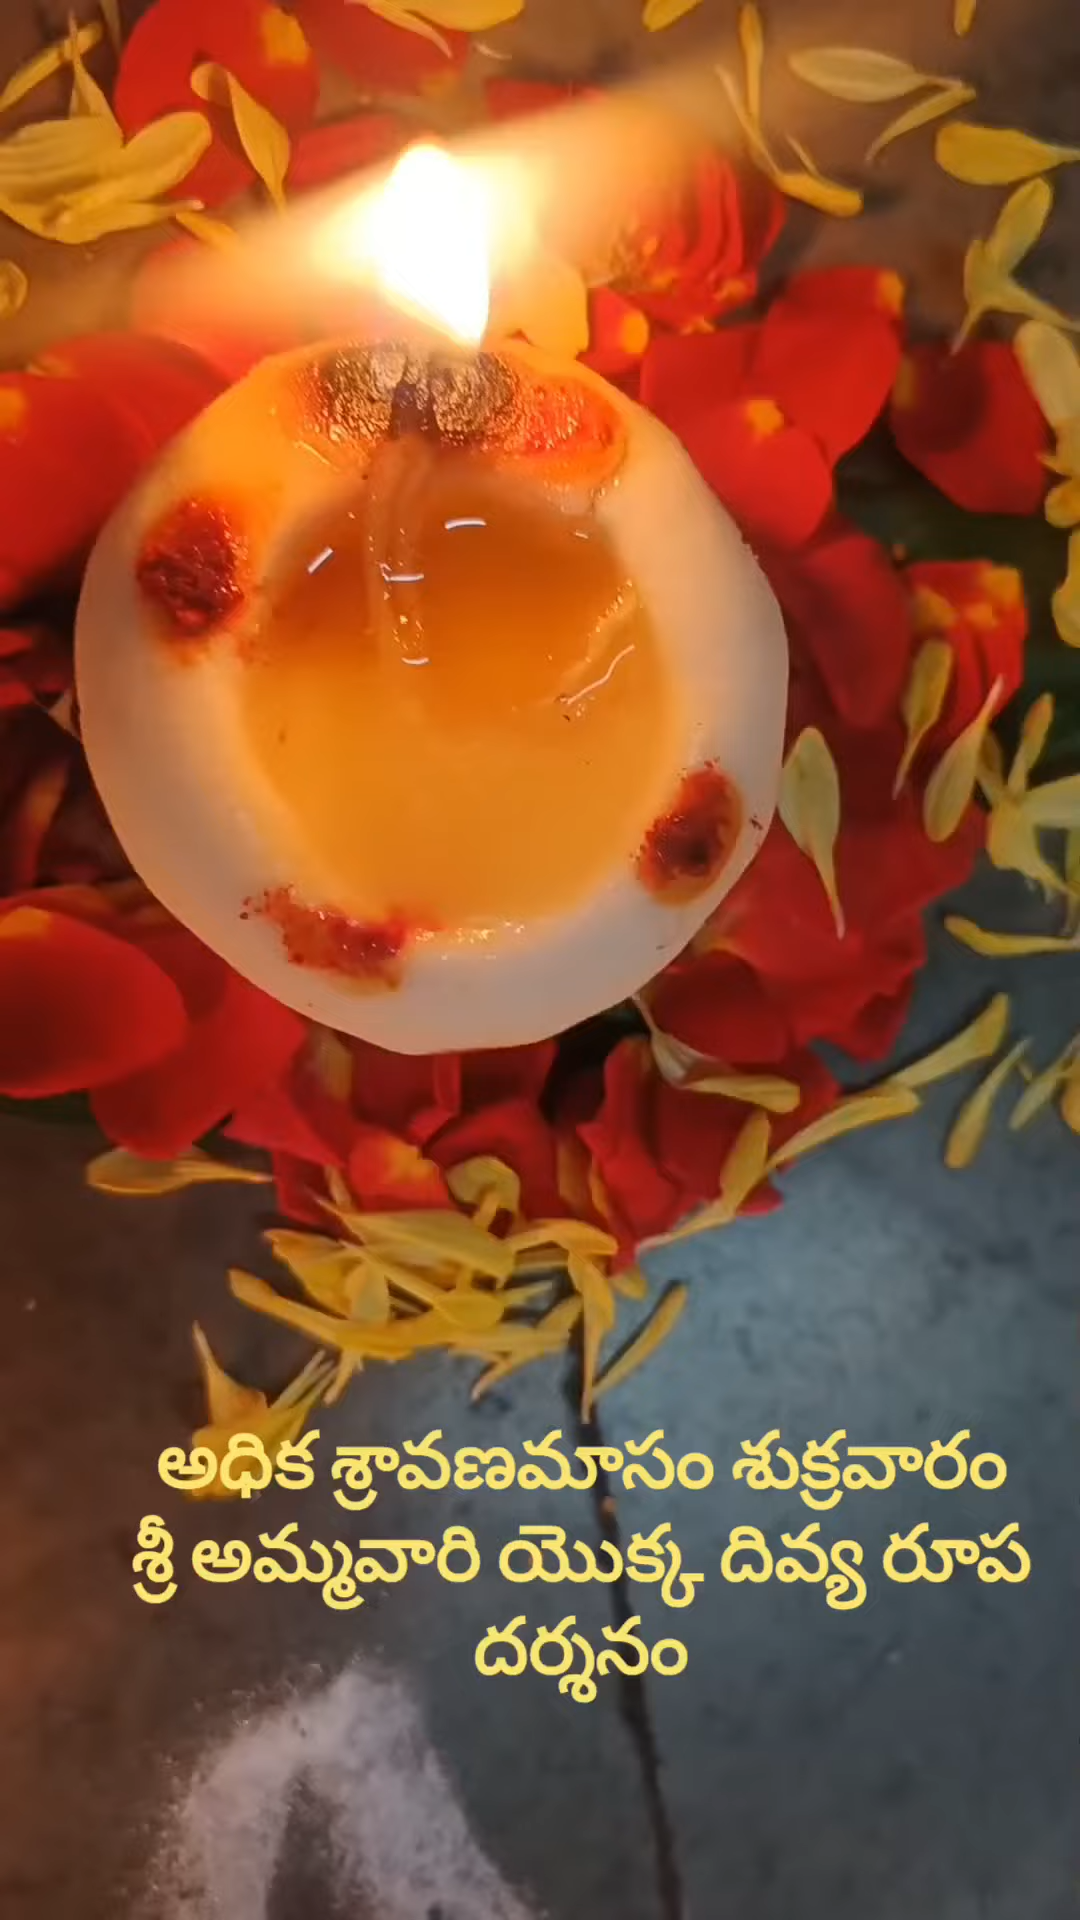 అధిక శ్రావణమాసం శుక్రవారం
శ్రీ అమ్మవారి యొక్క దివ్య రూప
దర్శనం